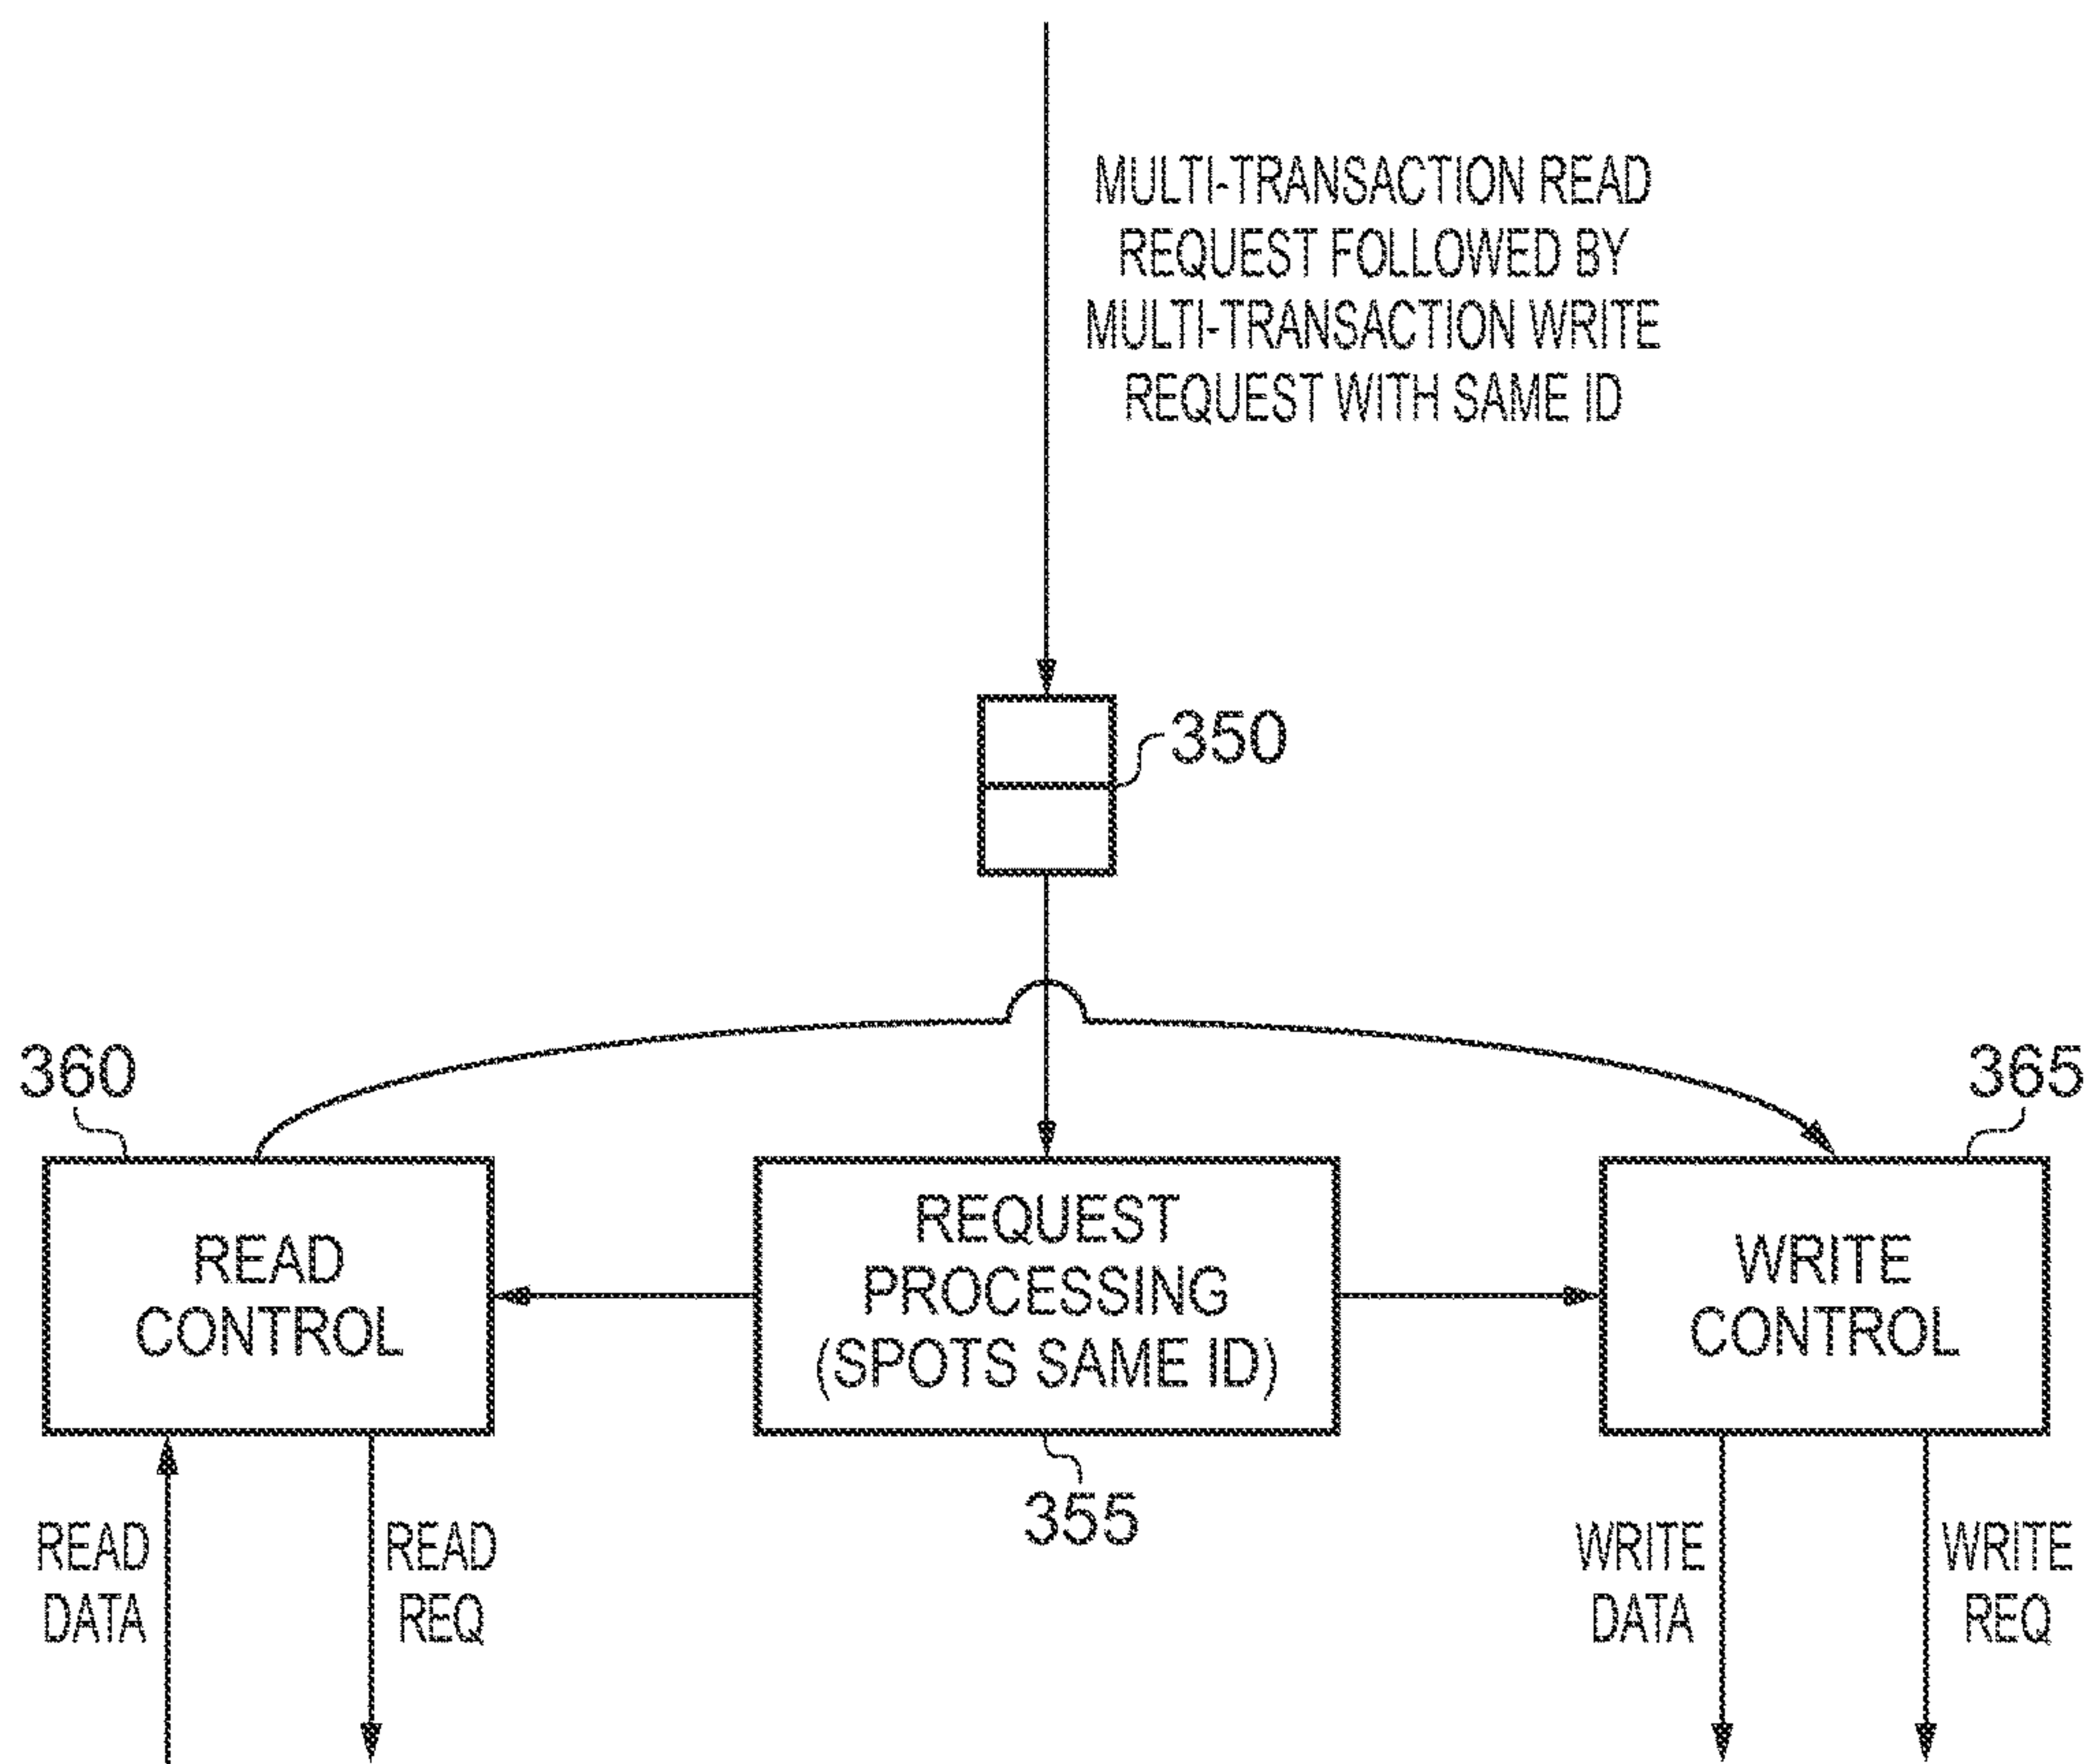 MULTI-TRANSACTION READ
REQUEST FOLLOWED BY
MULTI-TRANSACTION WRITE
REQUEST WITH SAME ID
350
360
365
READ
CONTROL
REQUEST
PROCESSING
(SPOTS SAME ID)
WRITE
CONTROL
355
READ
DATA
READ
REQ
WRITE
DATA
WRITE
REQ